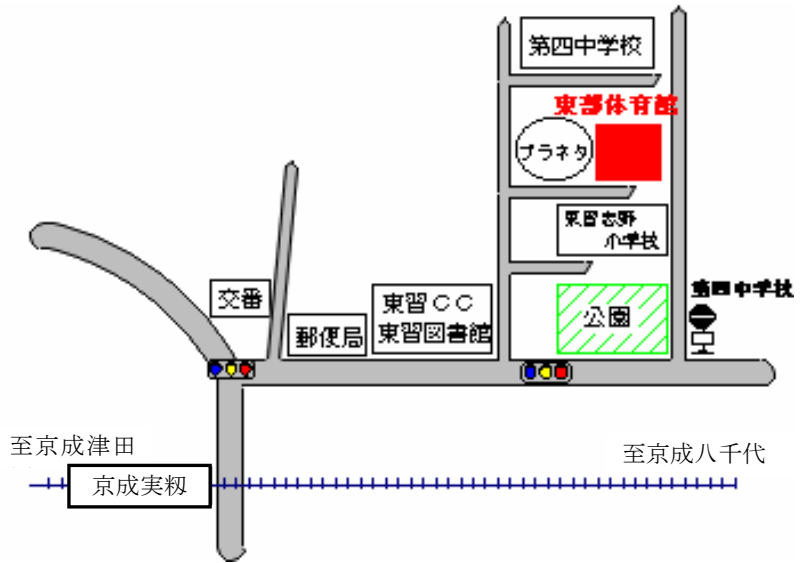 第四中学校
東部体育館
プラネタ
東習志野
小学校
第四中学校
公園
交番
東習CC
東習図書館
郵便局
至京成津田
至京成八千代
京成実籾